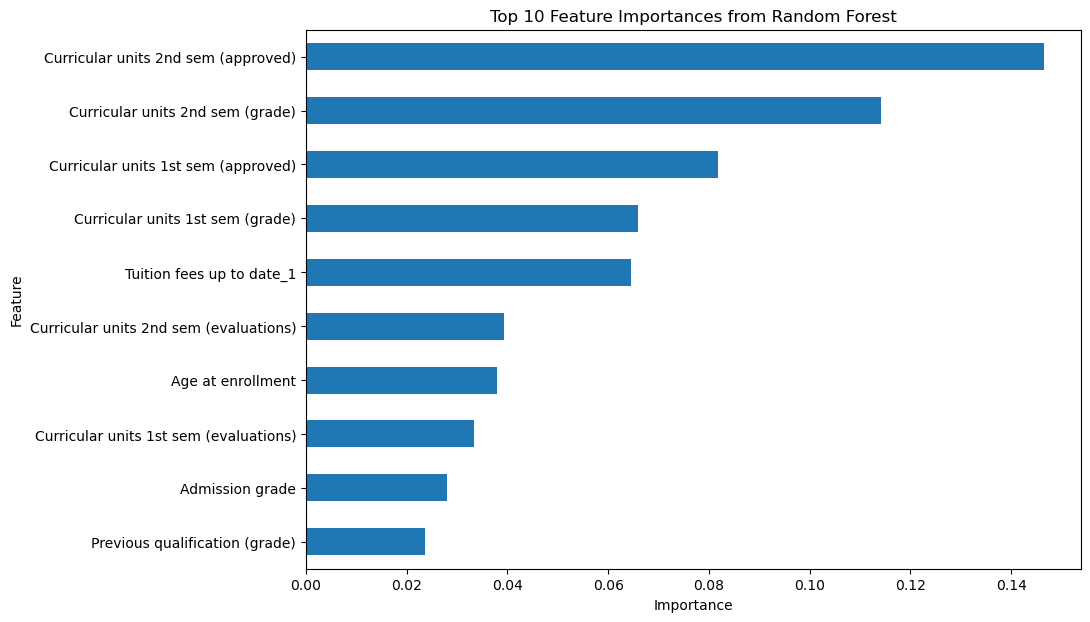 Top 10 Feature Importances from Random Forest
Curricular units 2nd sem (approved)
Curricular units 2nd sem (grade)
Curricular units 1st sem (approved)
Curricular units 1st sem (grade)
Tuition fees up to date_1
Curricular units 2nd sem (evaluations)
Age at enrollment
Curricular units 1st sem (evaluations)
Admission grade
Previous qualification (grade)
Feature
0.00 0.02 0.04 0.06 0.08 0.10 0.12 0.14
Importance